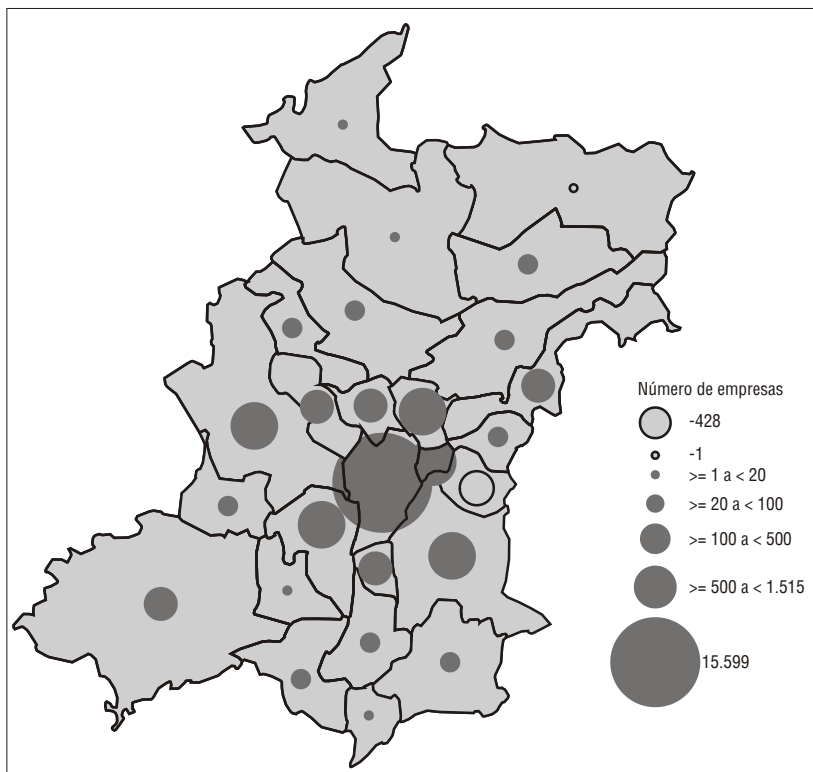 Número de empresas
-428
-1
>= 1 a < 20
>= 20 a < 100
>= 100 a < 500
>= 500 a < 1.515
15.599